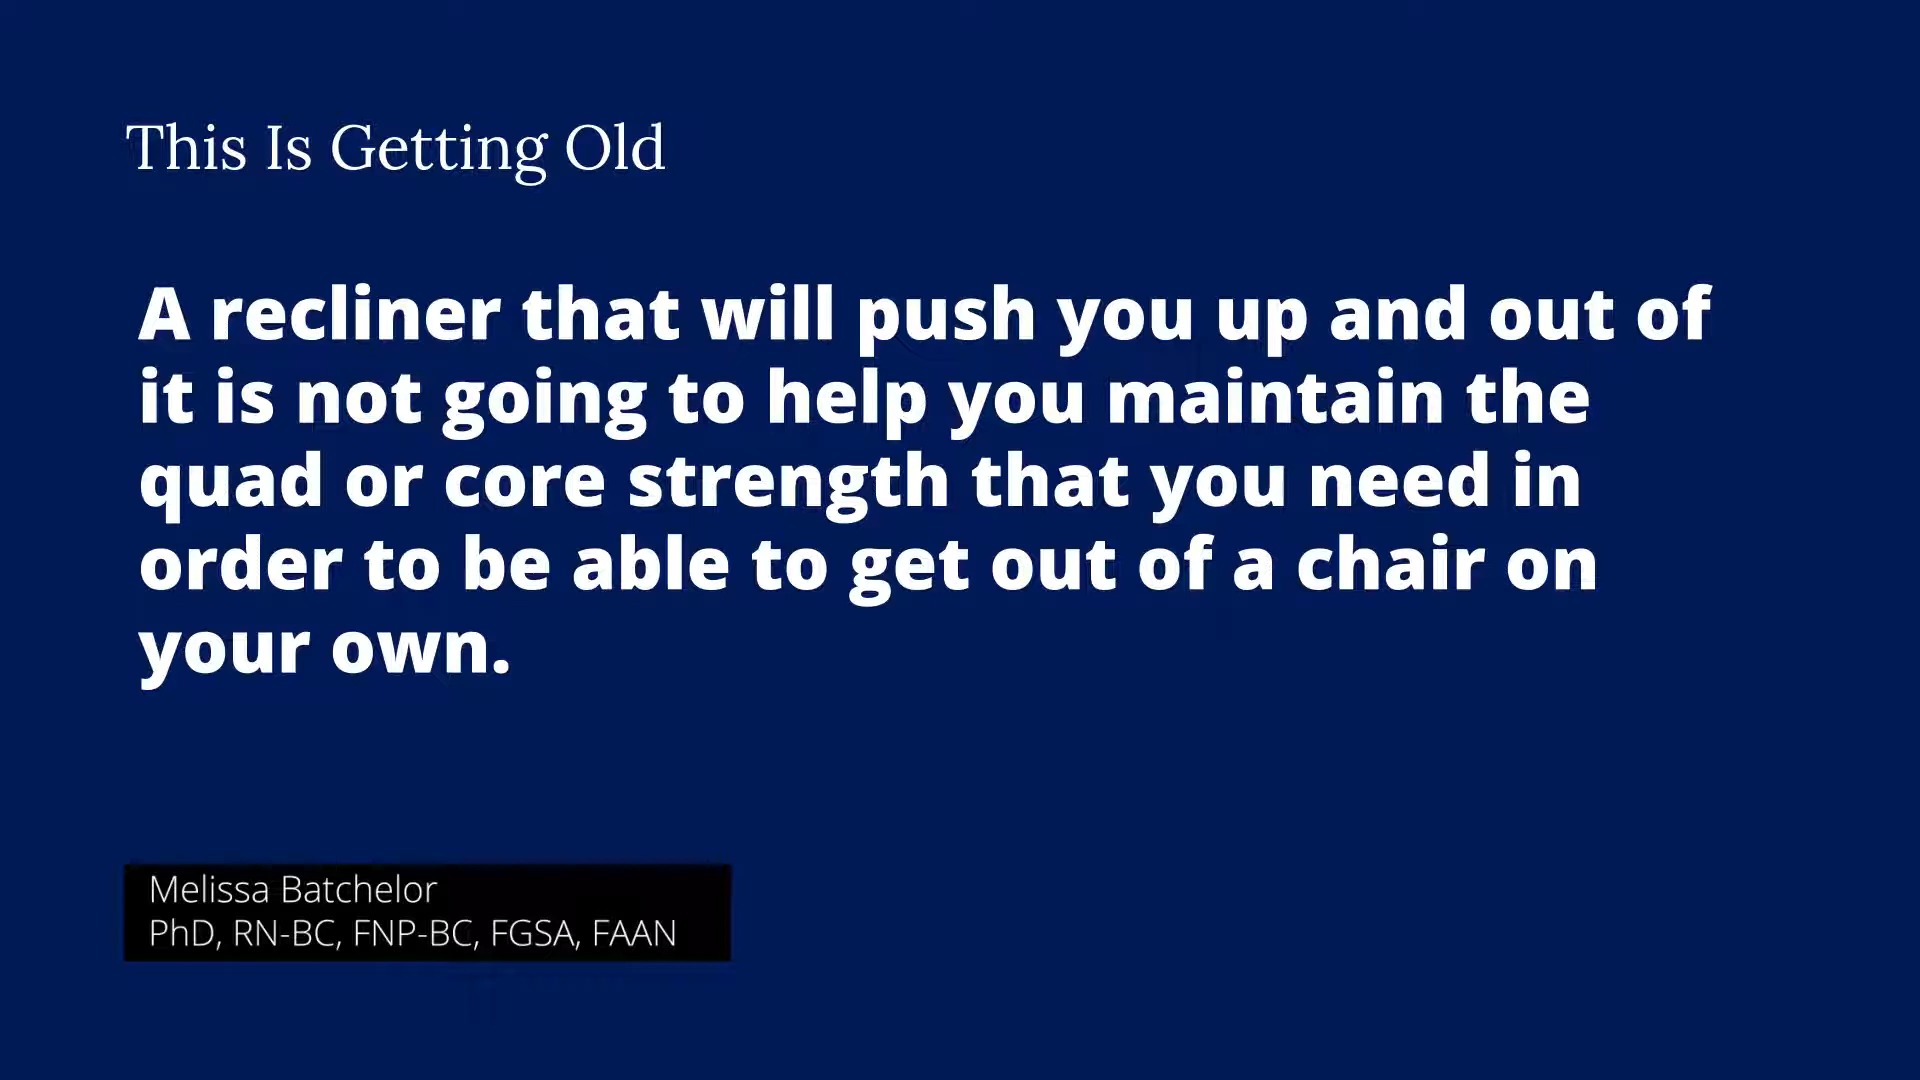 This Is Getting Old
A recliner that will push you up and out of
it is not going to help you maintain the
quad or core strength that you need in
order to be able to get out of a chair on
your own.
Melissa Batchelor
PhD, RN-BC, FNP-BC, FGSA, FAAN